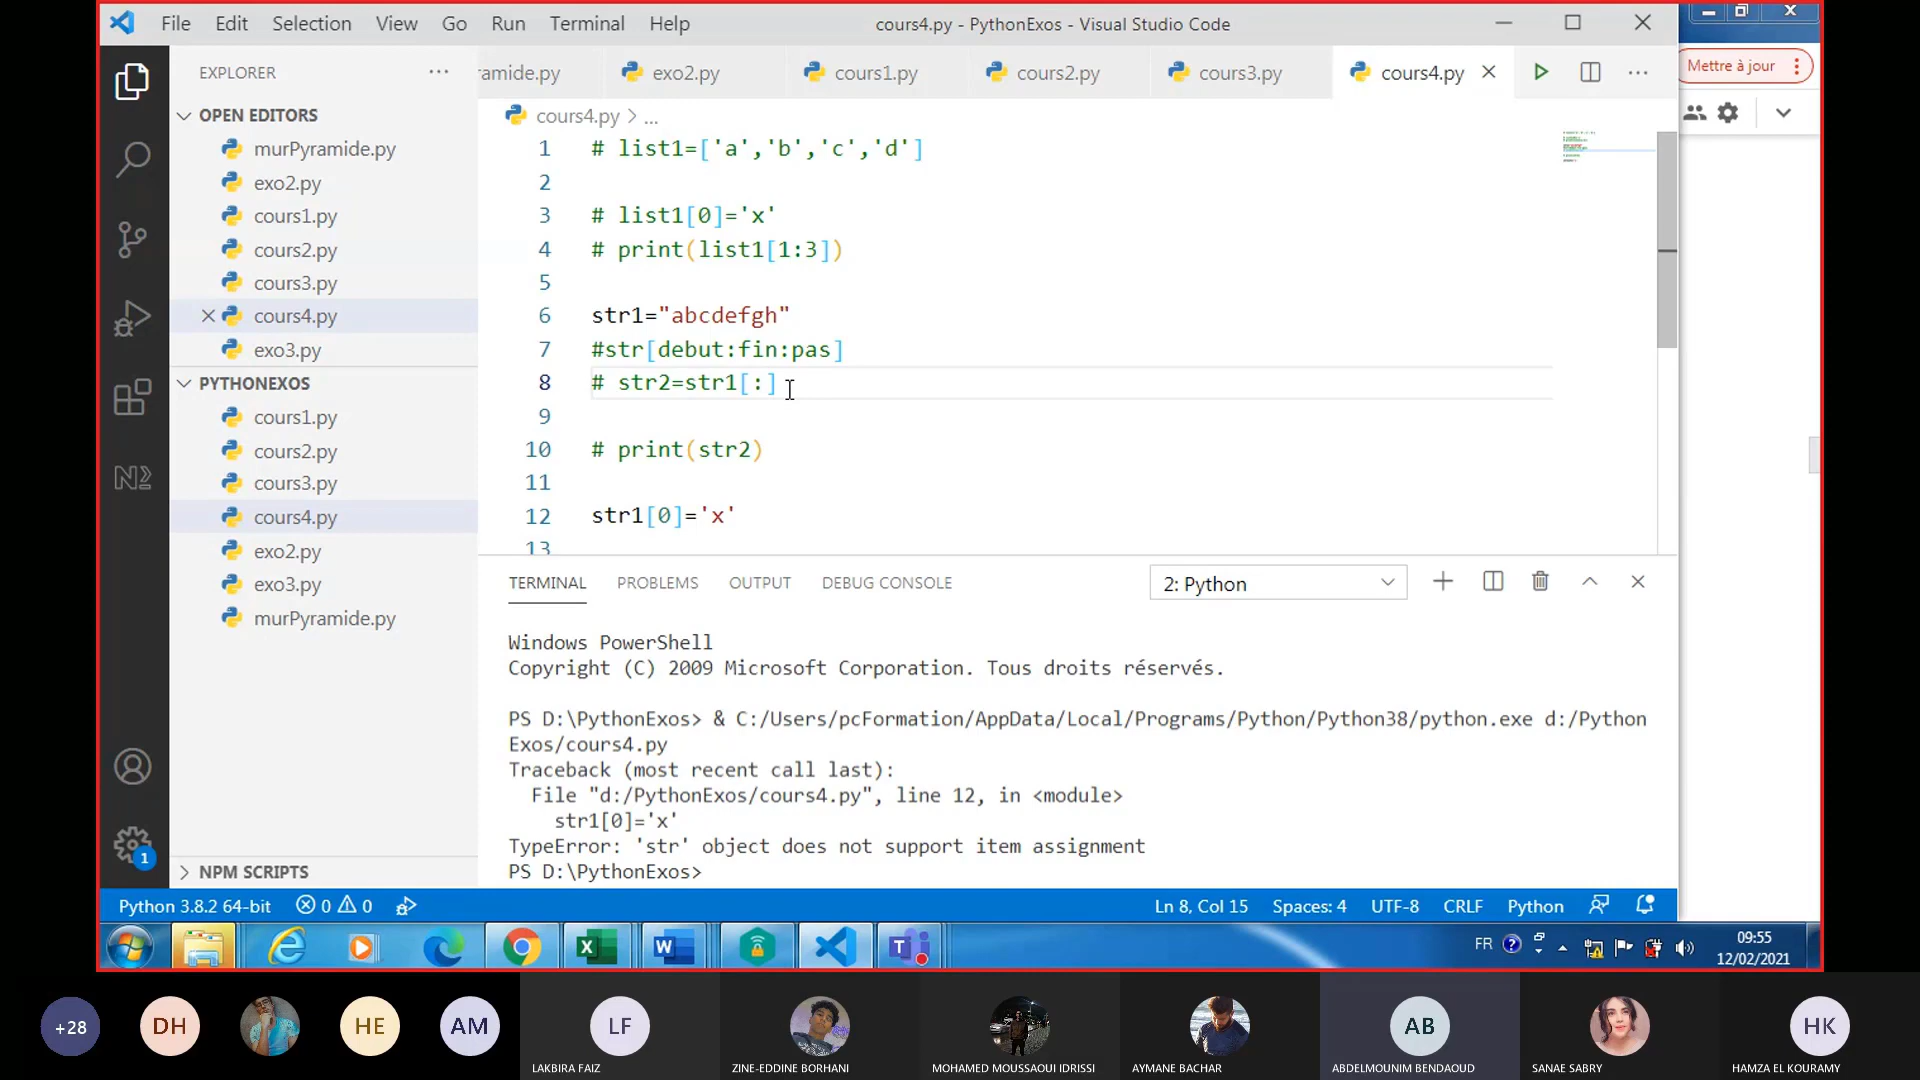 File Edit Selection View Go Run Terminal Help cours4.py - PythonExos - Visual Studio Code
EXPLORER
ramide.py exo2.py cours1.py cours2.py cours3.py cours4.py
Mettre à jour
OPEN EDITORS
murPyramide.py
exo2.py
cours1.py
cours2.py
cours3.py
cours4.py
exo3.py
PYTHONEXOS
cours1.py
cours2.py
cours3.py
cours4.py
exo2.py
exo3.py
murPyramide.py
NPM SCRIPTS
cours4.py > ...
1 # list1=['a','b','c','d']
2
3 # list1[0]='x'
4 # print(list1[1:3])
5
6 str1="abcdefgh"
7 #str[debut:fin:pas]
8 # str2=str1[:]
9
10 # print(str2)
11
12 str1[0]='x'
13
TERMINAL PROBLEMS OUTPUT DEBUG CONSOLE 2: Python
Windows PowerShell
Copyright (C) 2009 Microsoft Corporation. Tous droits réservés.
PS D:\PythonExos> & C:/Users/pcFormation/AppData/Local/Programs/Python/Python38/python.exe d:/Python
Exos/cours4.py
Traceback (most recent call last):
File "d:/PythonExos/cours4.py", line 12, in <module>
str1[0]='x'
TypeError: 'str' object does not support item assignment
PS D:\PythonExos>
1
Python 3.8.2 64-bit 0 0 Ln 8, Col 15 Spaces: 4 UTF-8 CRLF Python
FR 09:55
12/02/2021
+28 DH HE AM LF AB HK
LAKBIRA FAIZ ZINE-EDDINE BORHANI MOHAMED MOUSSAOUI IDRISSI AYMANE BACHAR ABDELMOUNIM BENDAOUD SANAE SABRY HAMZA EL KOURAMY